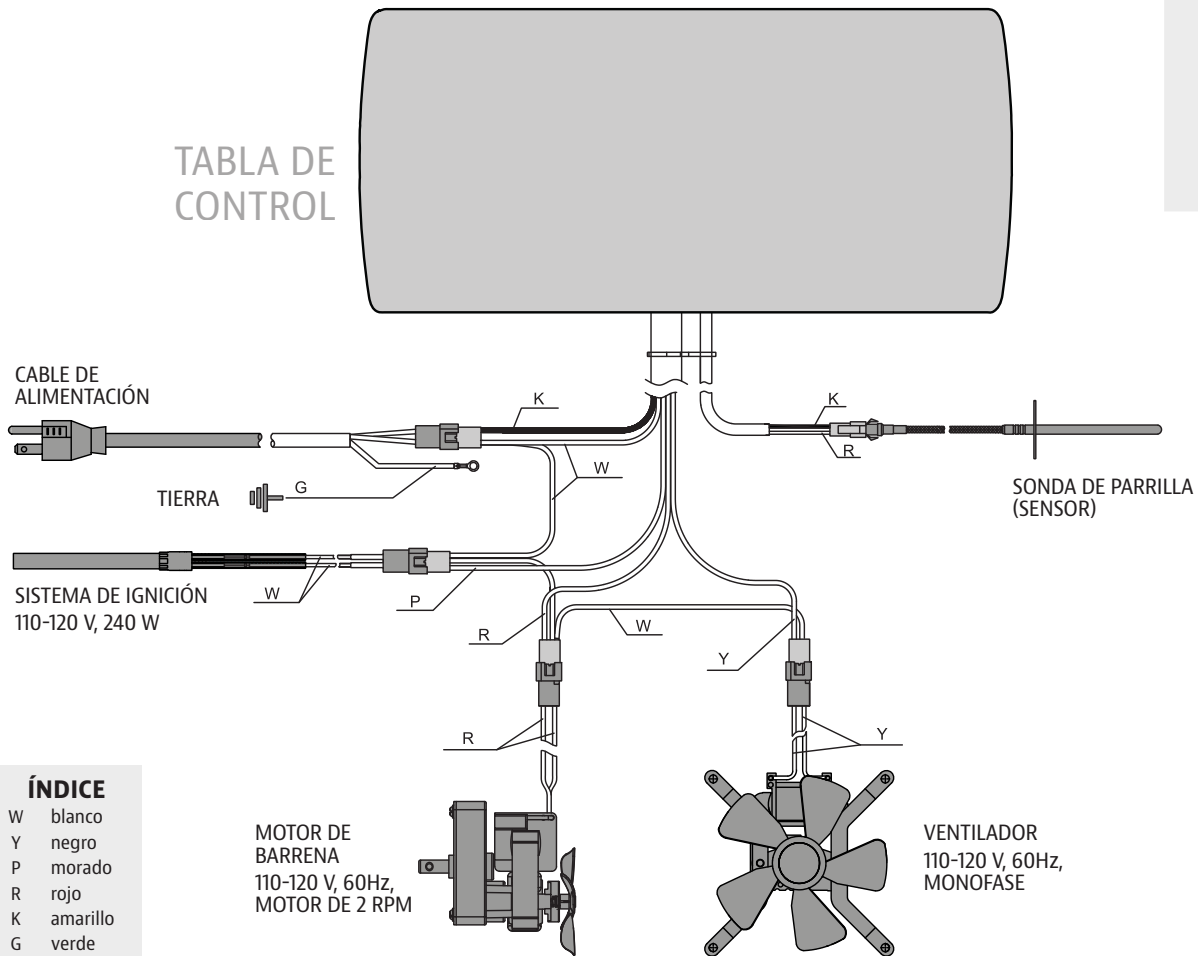 TABLA DE
CONTROL
CABLE DE
ALIMENTACIÓN
K
K
R
W
SONDA DE PARRILLA
(SENSOR)
TIERRA
G
SISTEMA DE IGNICIÓN
110-120 V, 240 W
W
P
R
W
Y
R
Y
MOTOR DE
BARRENA
110-120 V, 60Hz,
MOTOR DE 2 RPM
VENTILADOR
110-120 V, 60Hz,
MONOFASE
ÍNDICE
W blanco
Y negro
P morado
R rojo
K amarillo
G verde